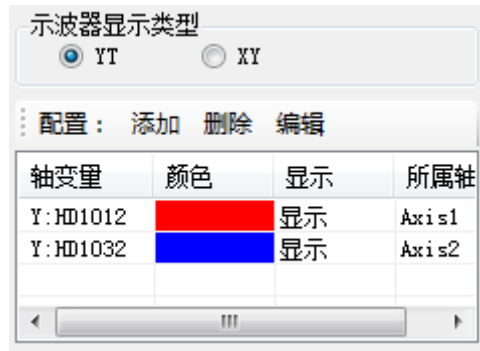 示波器显示类型
YT XY
配置： 添加 删除 编辑
轴变量 颜色 显示 所属轴
Y:HD1012 显示 Axis1
Y:HD1032 显示 Axis2